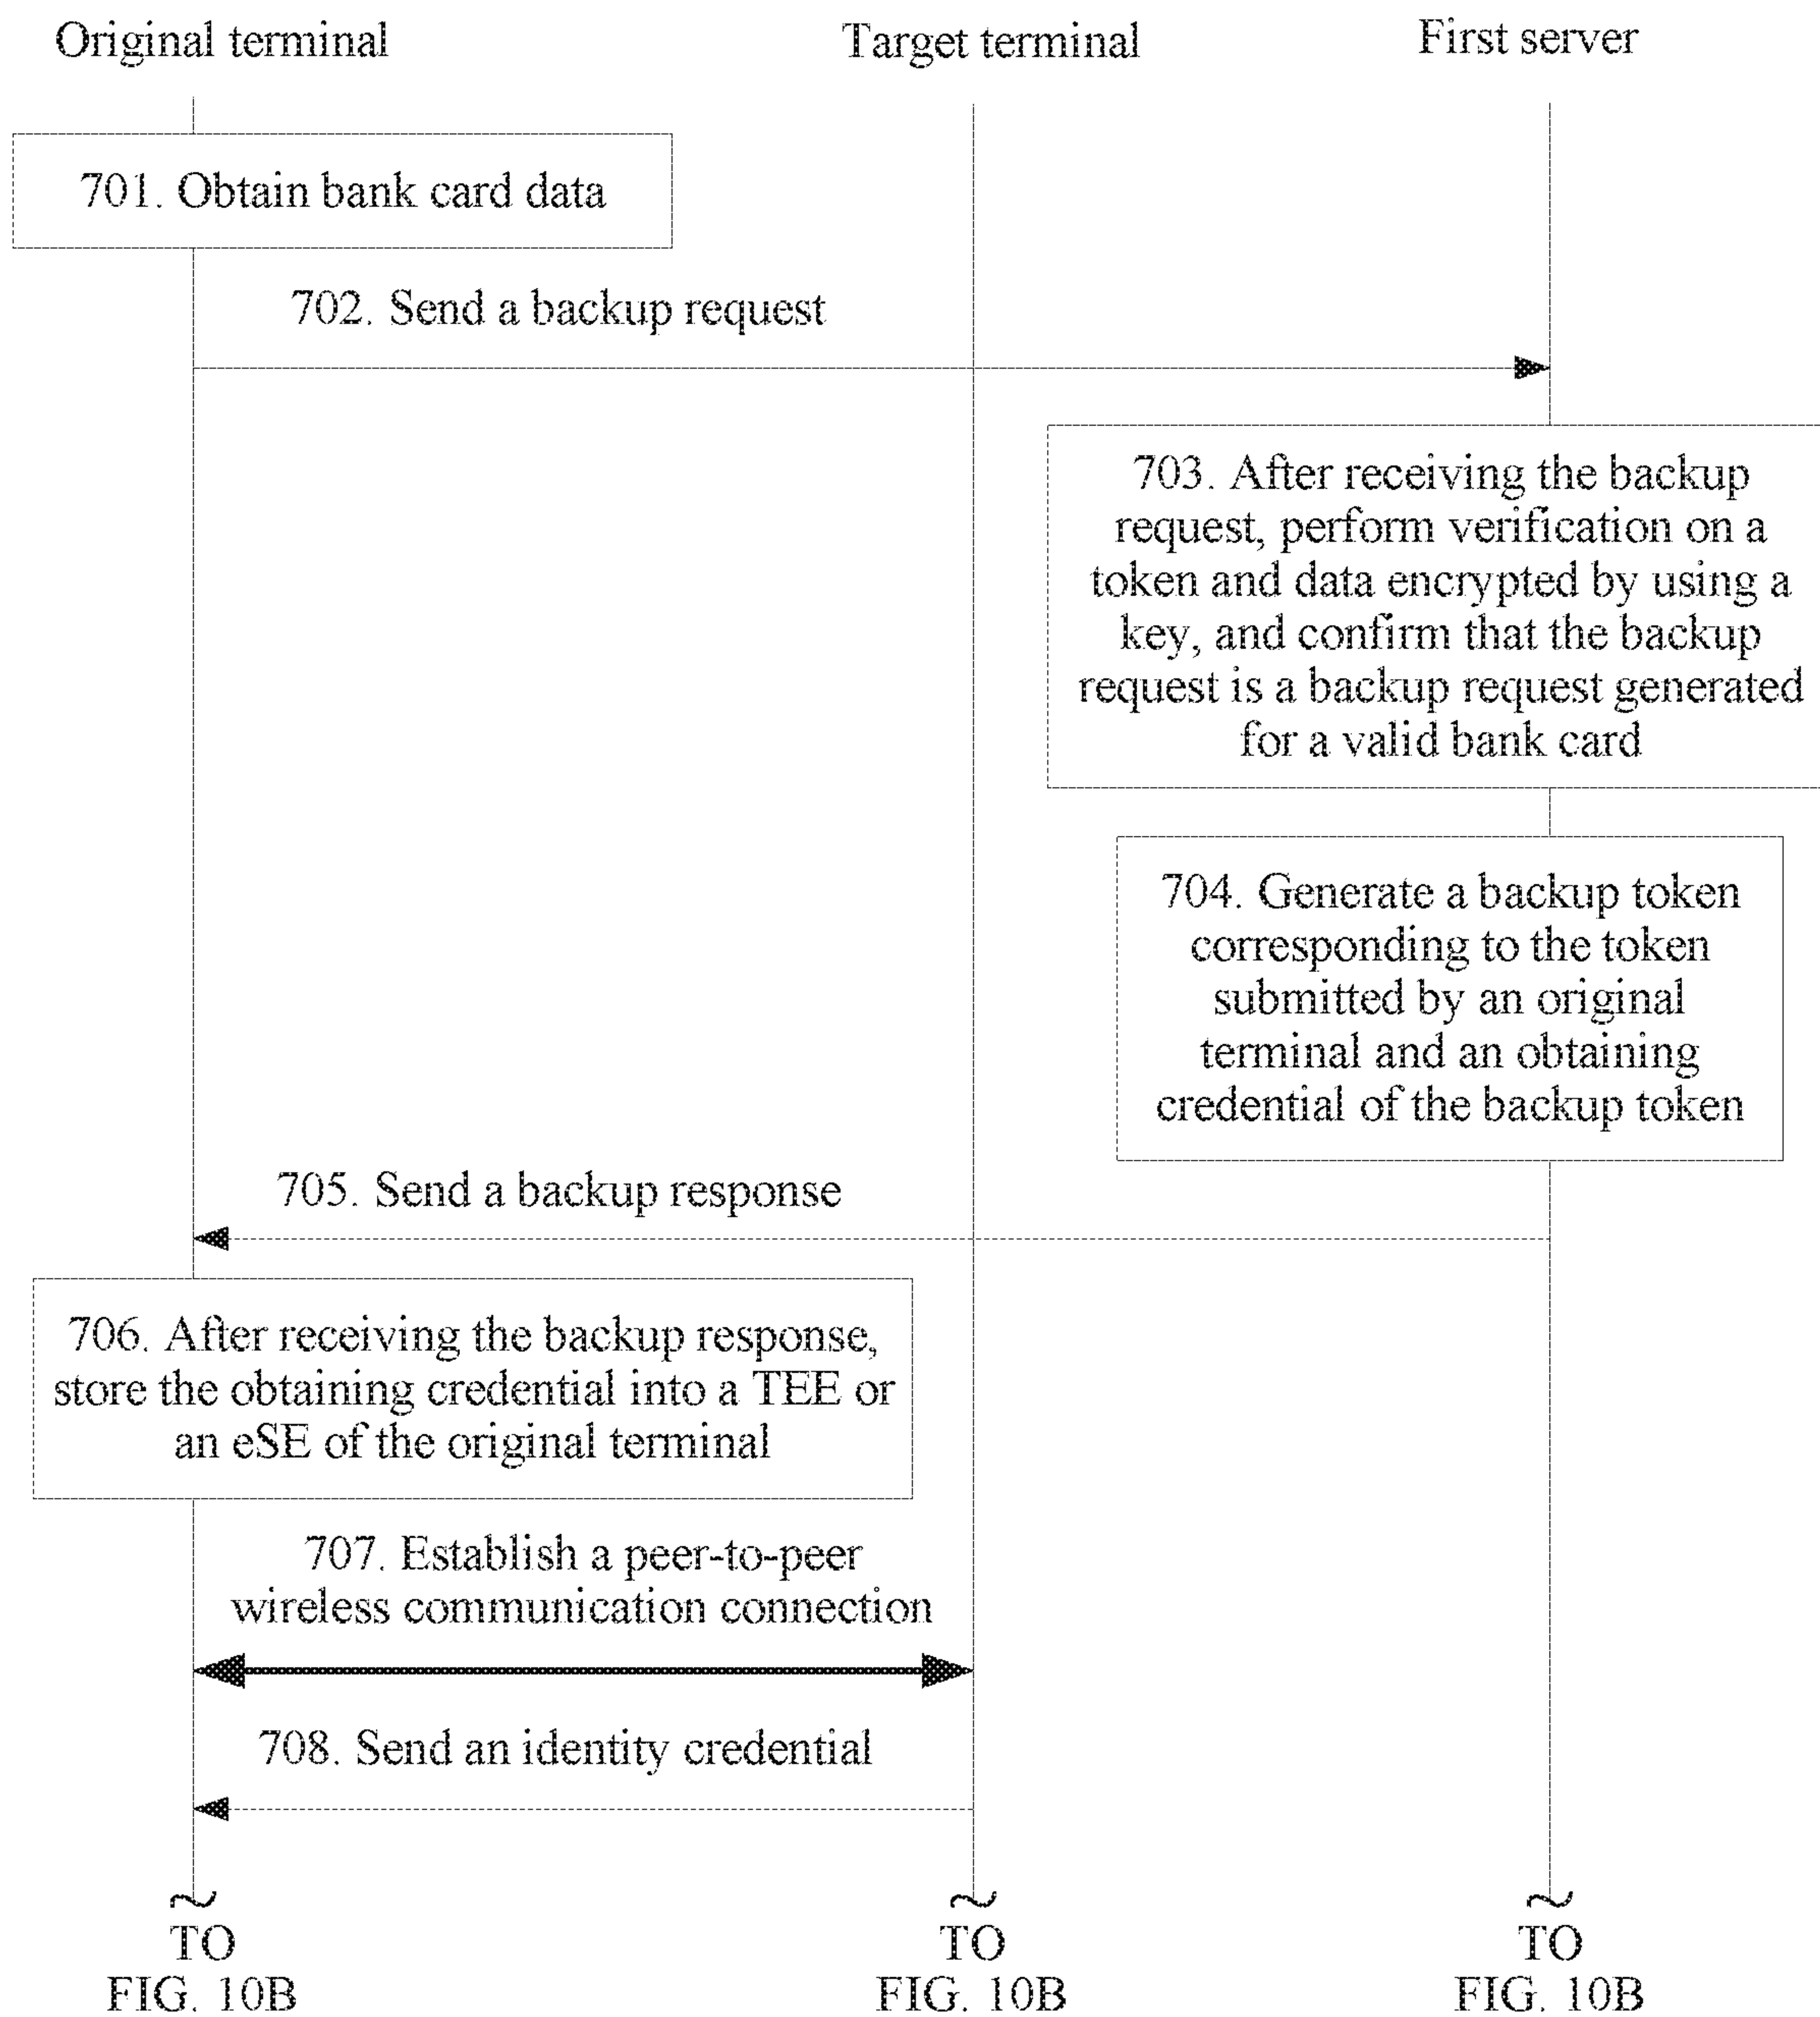 Original terminal
Target terminal
First server
701. Obtain bank card data
702. Send a backup request
703. After receiving the backup
request, perform verification on a
token and data encrypted by using a
key, and confirm that the backup
request is a backup request generated
for a valid bank card
704. Generate a backup token
corresponding to the token
submitted by an original
terminal and an obtaining
credential of the backup token
705. Send a backup response
706. After receiving the backup response,
store the obtaining credential into a TEE or
an eSE of the original terminal
707. Establish a peer-to-peer
wireless communication connection
708. Send an identity credential
~
TO
FIG. 10B
~
TO
FIG. 10B
~
TO
FIG. 10B